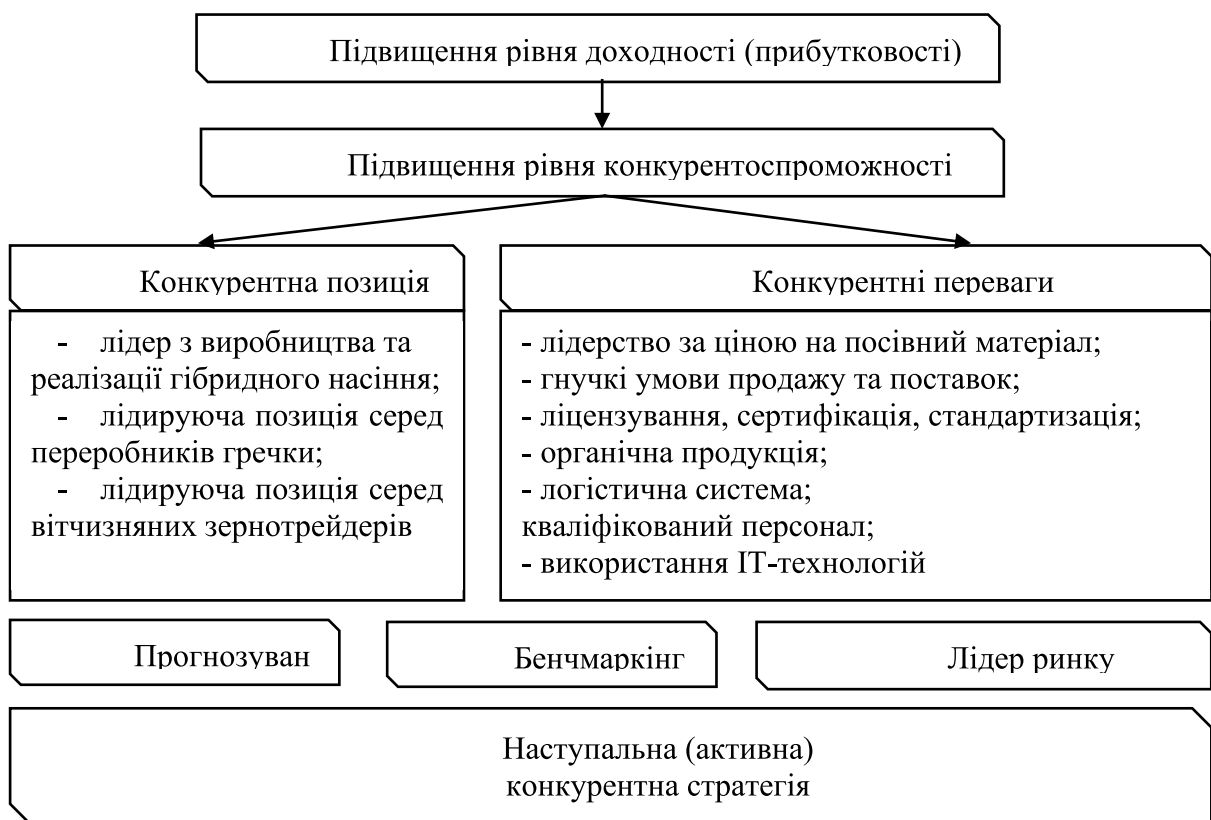 Підвищення рівня доходності (прибутковості)
Підвищення рівня конкурентоспроможності
Конкурентна позиція
- лідер з виробництва та
реалізації гібридного насіння;
- лідируюча позиція серед
переробників гречки;
- лідируюча позиція серед
вітчизняних зернотрейдерів
Конкурентні переваги
- лідерство за ціною на посівний матеріал;
- гнучкі умови продажу та поставок;
- ліцензування, сертифікація, стандартизація;
- органічна продукція;
- логістична система;
кваліфікований персонал;
- використання ІТ-технологій
Прогнозуван
Бенчмаркінг
Лідер ринку
Наступальна (активна)
конкурентна стратегія